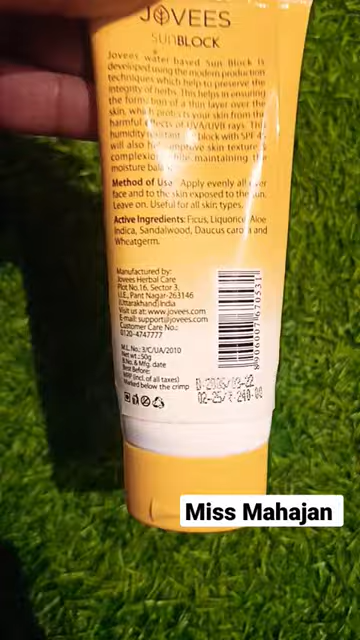 JOVEES
SUNBLOCK
Jovees water based Sun Block is
developed using the modern production
techniques which help to preserve the
integrity of herbs. This helps in ensuring
the formation of a thin layer over the
skin, which protects your skin from the
harmful effects of UVA/UVB rays. This
humidity resistant block with SPF 45
will also help improve skin texture &
complexion while maintaining the
moisture balance.
Method of Use: Apply evenly all over
face and to the skin exposed to the sun.
Leave on. Useful for all skin types.
Active Ingredients: Ficus, Liquorice, Aloe
Indica, Sandalwood, Daucus carota and
Wheatgerm.
Manufactured by:
Jovees Herbal Care
Plot No.16, Sector 3,
I.I.E., Pant Nagar-263146
(Uttarakhand) India
Visit us at: www.jovees.com
E-mail: support@jovees.com
Customer Care No.:
0120-4747777
M.L. No.: 3/C/UA/2010
Net wt.: 50g
B.No. & Mfg. date
Best Before:
MRP (incl. of all taxes)
Marked below the crimp
02-25/₹ 240.00
Miss Mahajan